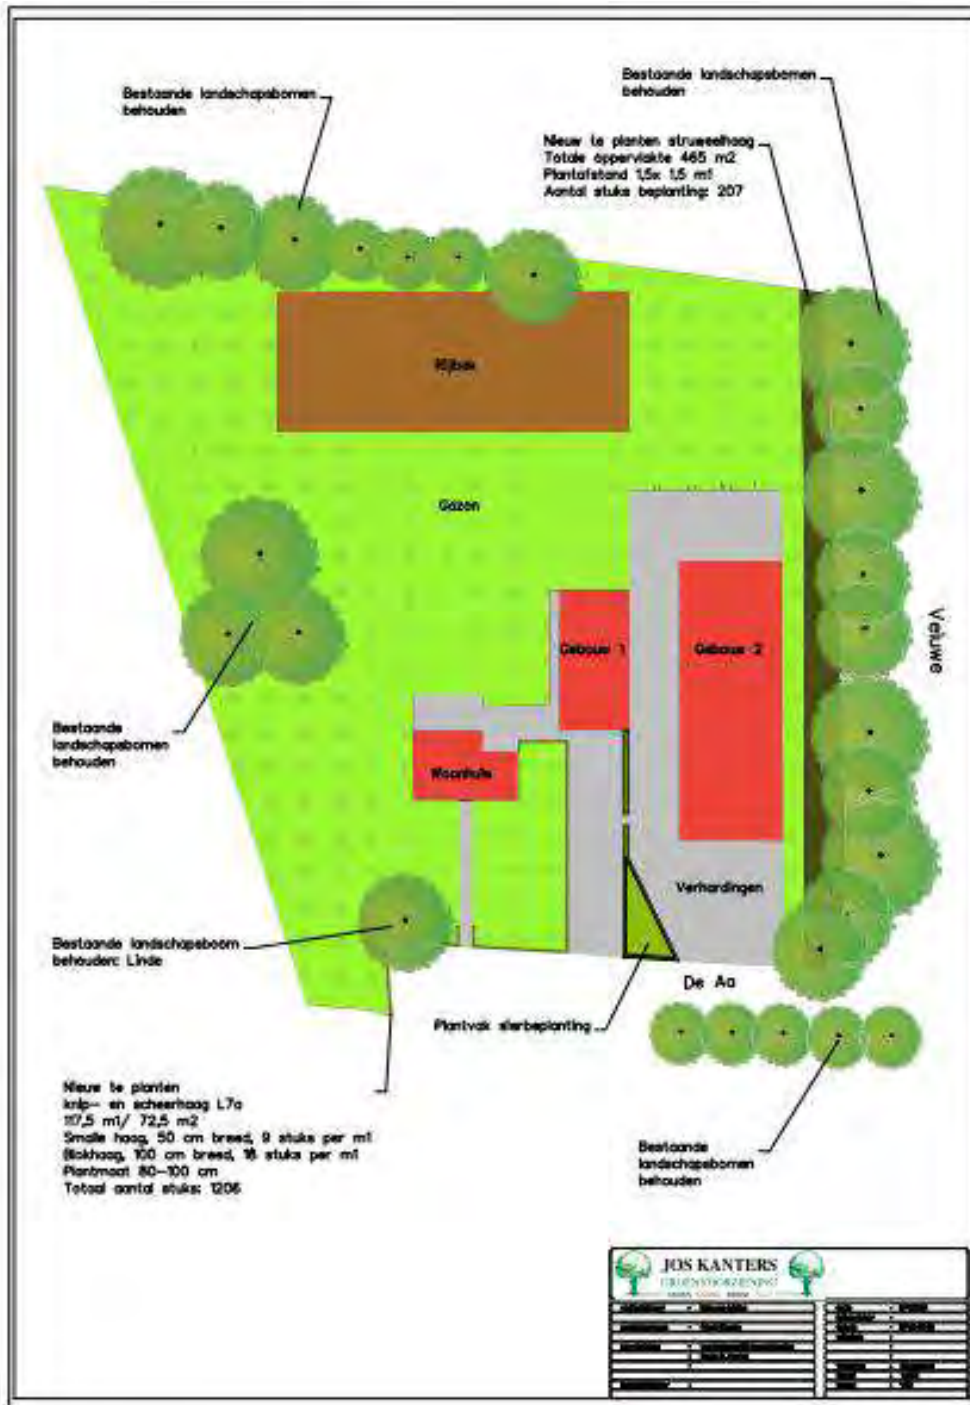 Bestaande landschapsbomen
behouden
Bestaande landschapsbomen
behouden
Nieuw te planten struweelhaag
Totale oppervlakte 465 m2
Plantafstand 1,5x 1,5 m1
Aantal stuks beplanting: 207
Rijbak
Gazon
Gebouw 1
Gebouw 2
Veluwe
Bestaande
landschapsbomen
behouden
Woonhuis
Verhardingen
Bestaande landschapsboom
behouden: Linde
De Aa
Plantvak sierbeplanting
Nieuw te planten
knip- en scheerhaag L7a
117,5 m1/ 72,5 m2
Smalle haag, 50 cm breed, 9 stuks per m1
Blokhaag, 100 cm breed, 18 stuks per m1
Plantmaat 80-100 cm
Totaal aantal stuks: 1206
Bestaande
landschapsbomen
behouden
JOS KANTERS
GROENVOORZIENING